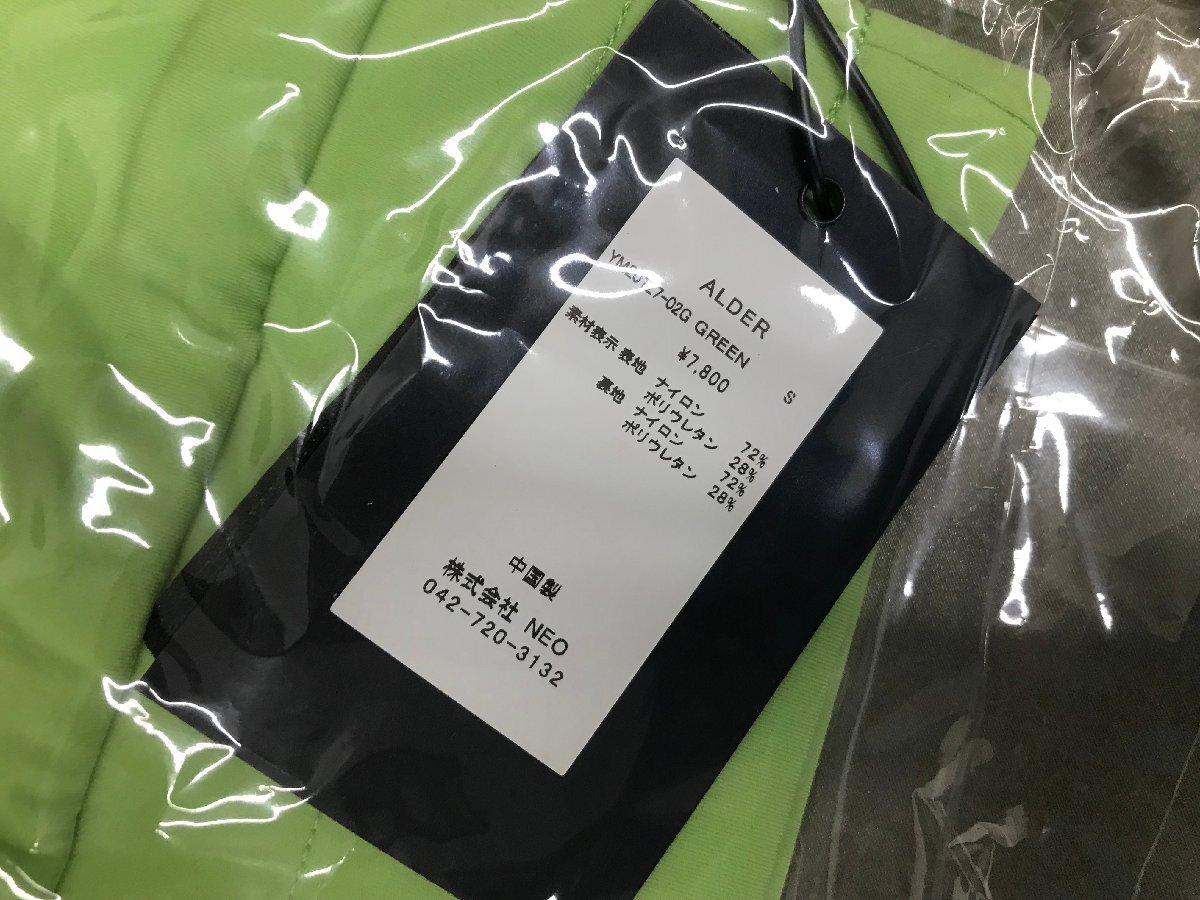 ALDER
YM20127-02G GREEN S
¥7,800
素材表示 表地 ナイロン 72%
ポリウレタン 28%
裏地 ナイロン 72%
ポリウレタン 28%
中国製
株式会社 NEO
042-720-3132